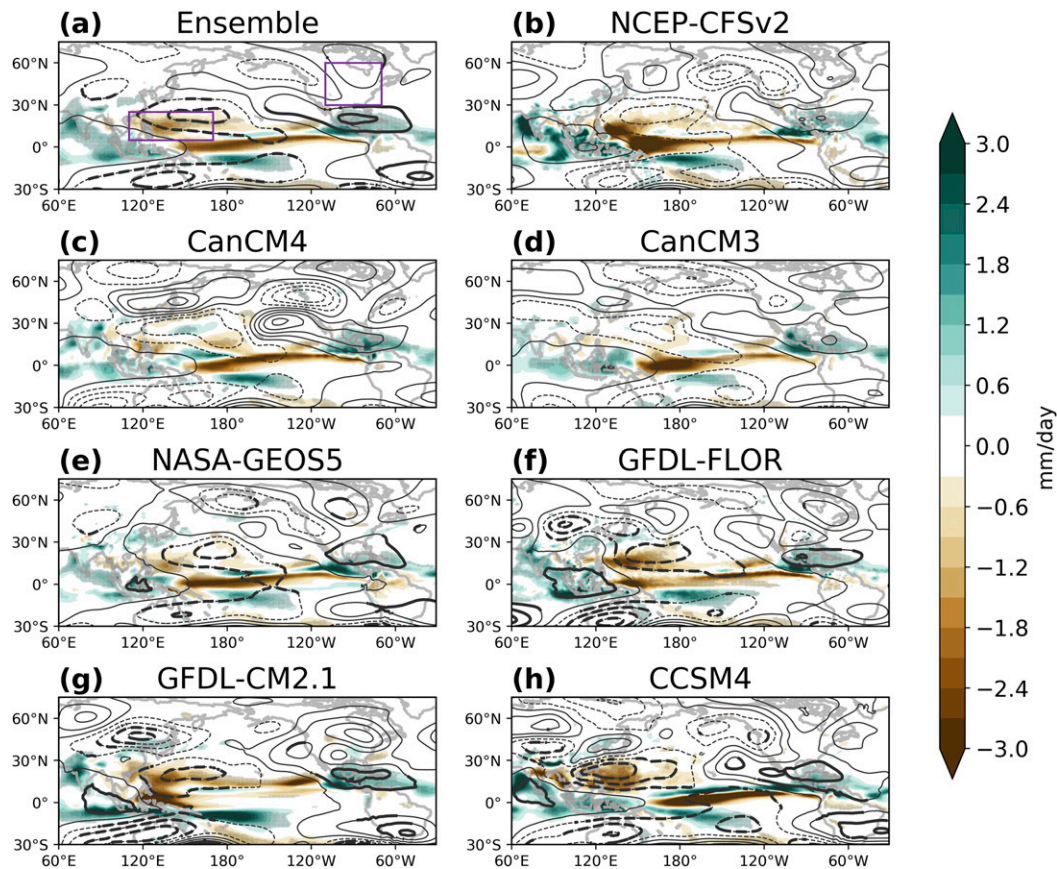 (a) Ensemble
(b) NCEP-CFSv2
60°N
30°N
0°
30°S
60°E 120°E 180° 120°W 60°W
60°N
30°N
0°
30°S
60°E 120°E 180° 120°W 60°W
(c) CanCM4
(d) CanCM3
60°N
30°N
0°
30°S
60°E 120°E 180° 120°W 60°W
60°N
30°N
0°
30°S
60°E 120°E 180° 120°W 60°W
(e) NASA-GEOS5
(f) GFDL-FLOR
60°N
30°N
0°
30°S
60°E 120°E 180° 120°W 60°W
60°N
30°N
0°
30°S
60°E 120°E 180° 120°W 60°W
(g) GFDL-CM2.1
(h) CCSM4
60°N
30°N
0°
30°S
60°E 120°E 180° 120°W 60°W
60°N
30°N
0°
30°S
60°E 120°E 180° 120°W 60°W
3.0
2.4
1.8
1.2
0.6
0.0
−0.6
−1.2
−1.8
−2.4
−3.0
mm/day